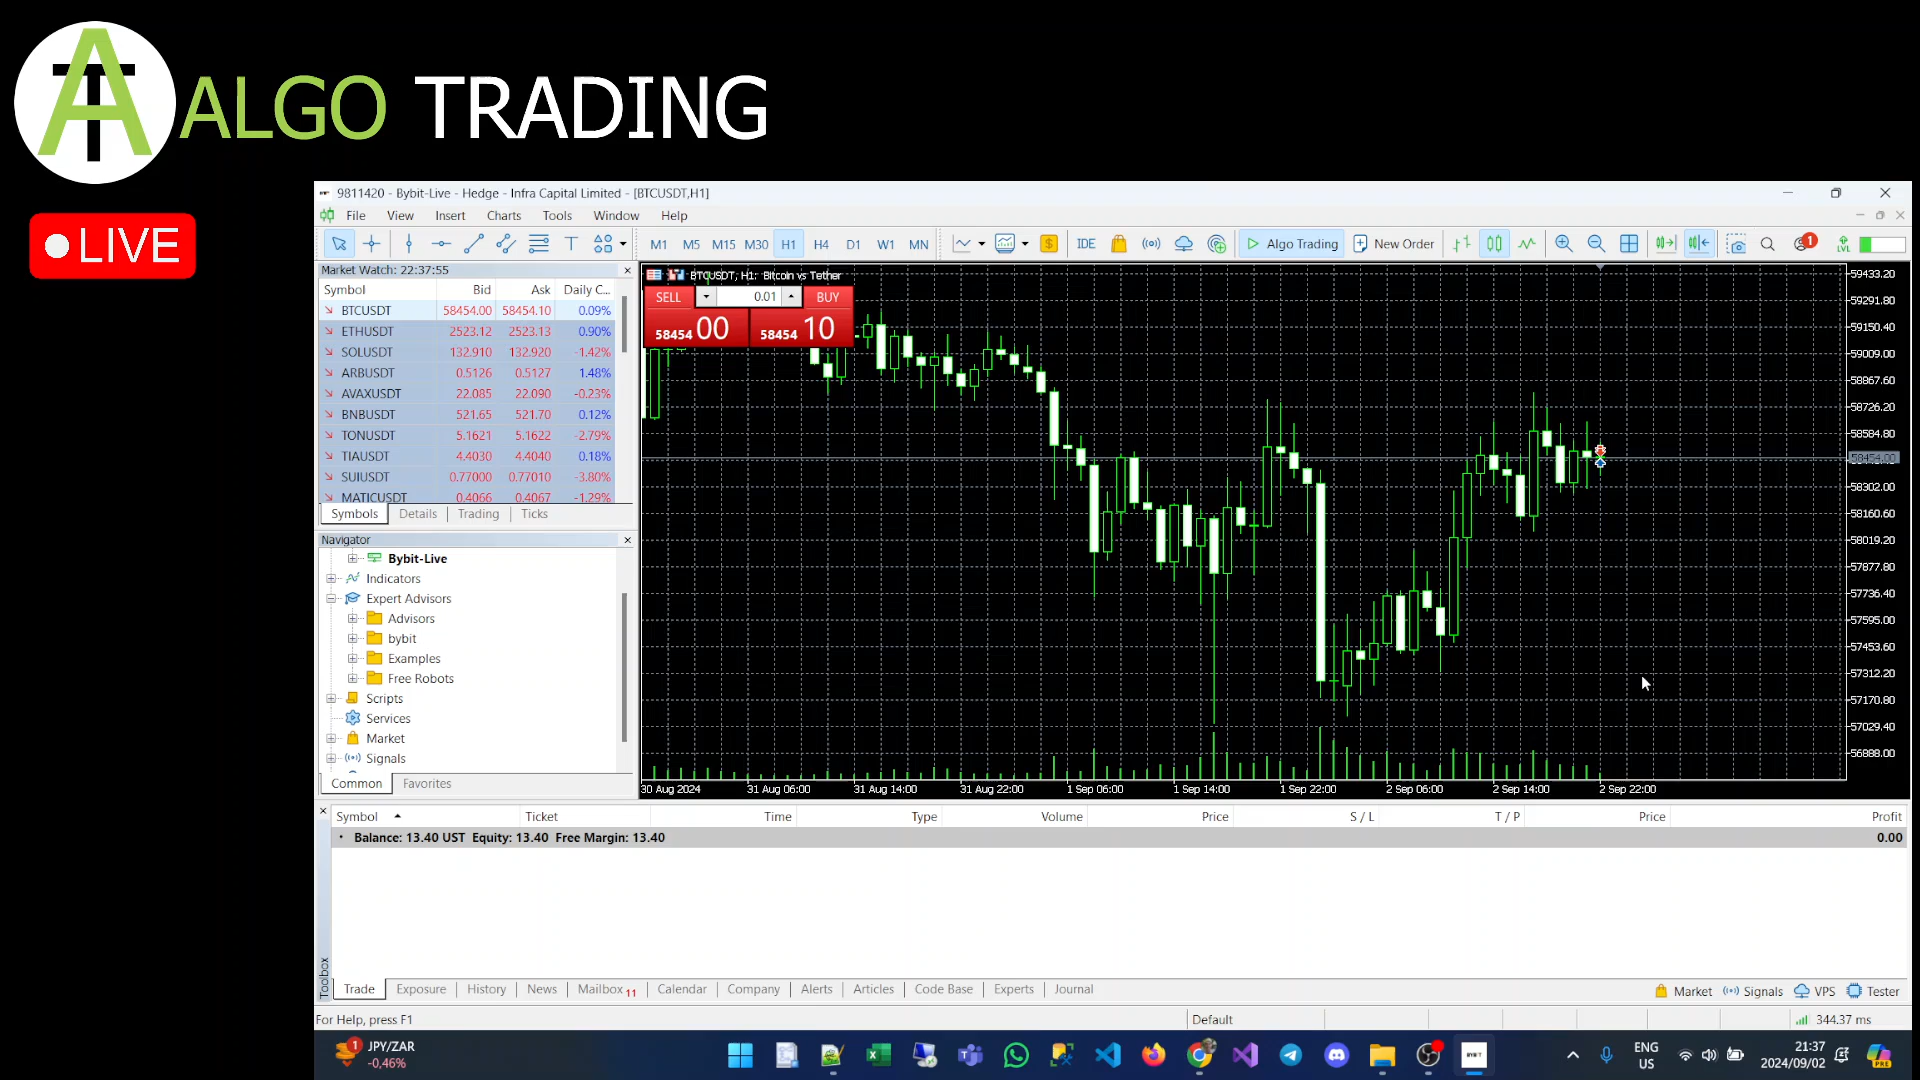 ALGO TRADING
LIVE
9811420 - Bybit-Live - Hedge - Infra Capital Limited - [BTCUSDT,H1]
File View Insert Charts Tools Window Help
M1 M5 M15 M30 H1 H4 D1 W1 MN IDE Algo Trading New Order 1 LVL
Market Watch: 22:37:55
Symbol Bid Ask Daily C...
BTCUSDT 58454.00 58454.10 0.09%
ETHUSDT 2523.12 2523.13 0.90%
SOLUSDT 132.910 132.920 -1.42%
ARBUSDT 0.5126 0.5127 1.48%
AVAXUSDT 22.085 22.090 -0.23%
BNBUSDT 521.65 521.70 0.12%
TONUSDT 5.1621 5.1622 -2.79%
TIAUSDT 4.4030 4.4040 0.18%
SUIUSDT 0.77000 0.77010 -3.80%
MATICUSDT 0.4066 0.4067 -1.29%
Symbols Details Trading Ticks
Navigator
Bybit-Live
Indicators
Expert Advisors
Advisors
bybit
Examples
Free Robots
Scripts
Services
Market
Signals
Common Favorites
BTCUSDT, H1: Bitcoin vs Tether
SELL 0.01 BUY
58454 00 58454 10
59433.20
59291.80
59150.40
59009.00
58867.60
58726.20
58584.80
58454.00
58302.00
58160.60
58019.20
57877.80
57736.40
57595.00
57453.60
57312.20
57170.80
57029.40
56888.00
30 Aug 2024 31 Aug 06:00 31 Aug 14:00 31 Aug 22:00 1 Sep 06:00 1 Sep 14:00 1 Sep 22:00 2 Sep 06:00 2 Sep 14:00 2 Sep 22:00
Symbol Ticket Time Type Volume Price S / L T / P Price Profit
Balance: 13.40 UST Equity: 13.40 Free Margin: 13.40 0.00
Toolbox
Trade Exposure History News Mailbox 11 Calendar Company Alerts Articles Code Base Experts Journal Market Signals VPS Tester
For Help, press F1 Default 344.37 ms
1 JPY/ZAR
-0,46%
BYBIT
ENG
US
21:37
2024/09/02
PRE